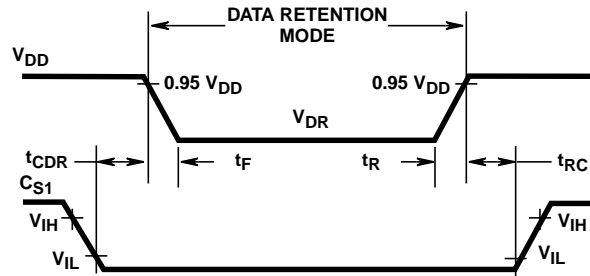 DATA RETENTION
MODE
VDD
0.95 VDD
0.95 VDD
VDR
tCDR
tF
tR
tRC
CS1
VIH
VIH
VIL
VIL